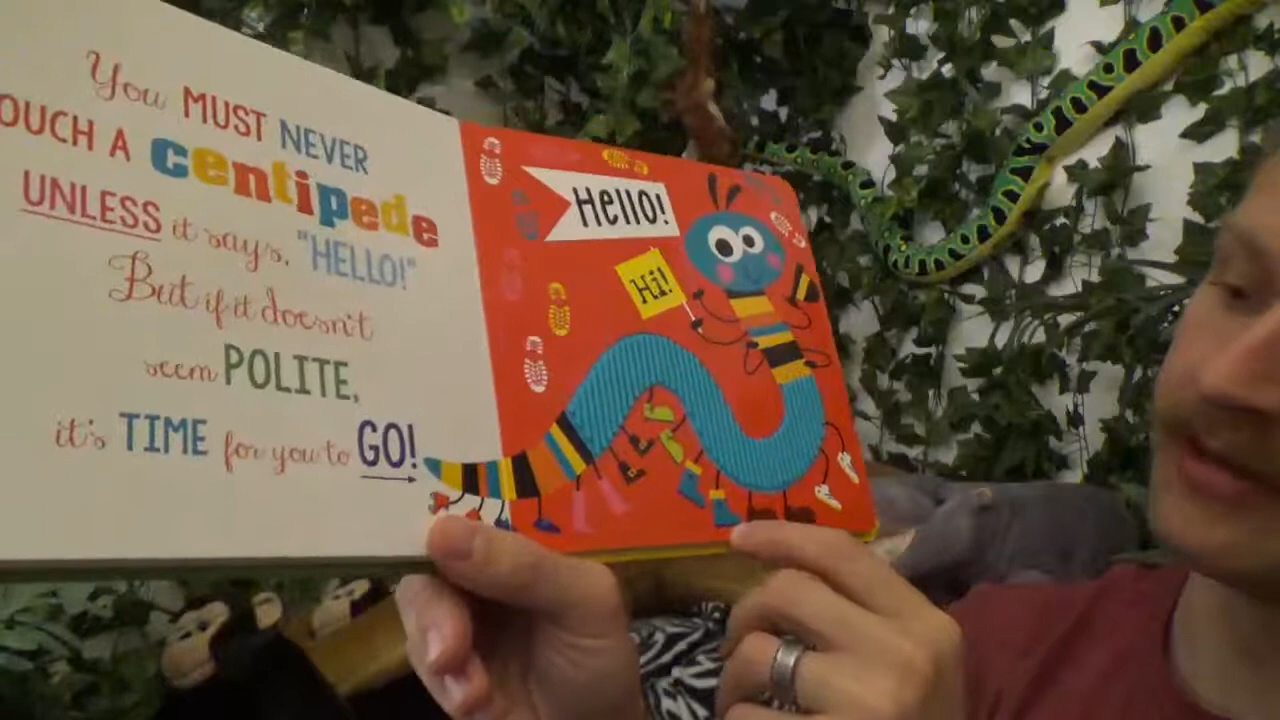 You MUST NEVER
OUCH A centipede
UNLESS it says, "HELLO!"
But if it doesn't
seem POLITE,
it's TIME for you to GO!
Hello!
Hi!